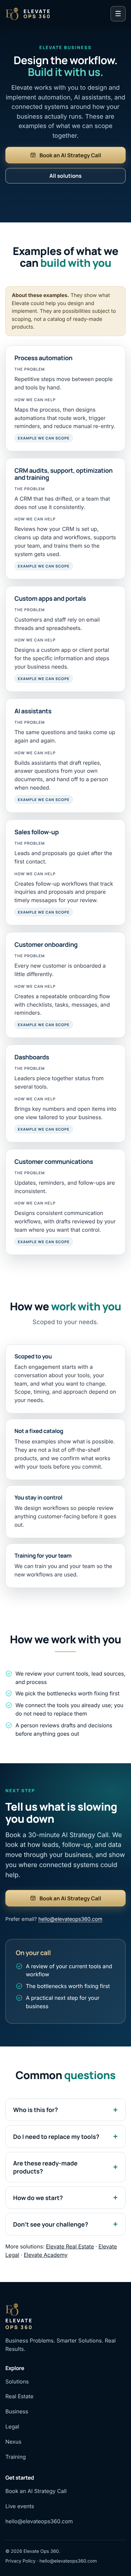 ELEVATE
OPS 360
ELEVATE BUSINESS
Design the workflow.
Build it with us.
Elevate works with you to design and
implement automation, AI assistants, and
connected systems around how your
business actually runs. These are
examples of what we can scope
together.
Book an AI Strategy Call
All solutions
Examples of what we
can build with you
About these examples. They show what
Elevate could help you design and
implement. They are possibilities subject to
scoping, not a catalog of ready-made
products.
Process automation
THE PROBLEM
Repetitive steps move between people
and tools by hand.
HOW WE CAN HELP
Maps the process, then designs
automations that route work, trigger
reminders, and reduce manual re-entry.
EXAMPLE WE CAN SCOPE
CRM audits, support, optimization
and training
THE PROBLEM
A CRM that has drifted, or a team that
does not use it consistently.
HOW WE CAN HELP
Reviews how your CRM is set up,
cleans up data and workflows, supports
your team, and trains them so the
system gets used.
EXAMPLE WE CAN SCOPE
Custom apps and portals
THE PROBLEM
Customers and staff rely on email
threads and spreadsheets.
HOW WE CAN HELP
Designs a custom app or client portal
for the specific information and steps
your business needs.
EXAMPLE WE CAN SCOPE
AI assistants
THE PROBLEM
The same questions and tasks come up
again and again.
HOW WE CAN HELP
Builds assistants that draft replies,
answer questions from your own
documents, and hand off to a person
when needed.
EXAMPLE WE CAN SCOPE
Sales follow-up
THE PROBLEM
Leads and proposals go quiet after the
first contact.
HOW WE CAN HELP
Creates follow-up workflows that track
inquiries and proposals and prepare
timely messages for your review.
EXAMPLE WE CAN SCOPE
Customer onboarding
THE PROBLEM
Every new customer is onboarded a
little differently.
HOW WE CAN HELP
Creates a repeatable onboarding flow
with checklists, tasks, messages, and
reminders.
EXAMPLE WE CAN SCOPE
Dashboards
THE PROBLEM
Leaders piece together status from
several tools.
HOW WE CAN HELP
Brings key numbers and open items into
one view tailored to your business.
EXAMPLE WE CAN SCOPE
Customer communications
THE PROBLEM
Updates, reminders, and follow-ups are
inconsistent.
HOW WE CAN HELP
Designs consistent communication
workflows, with drafts reviewed by your
team where you want that control.
EXAMPLE WE CAN SCOPE
How we work with you
Scoped to your needs.
Scoped to you
Each engagement starts with a
conversation about your tools, your
team, and what you want to change.
Scope, timing, and approach depend on
your needs.
Not a fixed catalog
These examples show what is possible.
They are not a list of off-the-shelf
products, and we confirm what works
with your tools before you commit.
You stay in control
We design workflows so people review
anything customer-facing before it goes
out.
Training for your team
We can train you and your team so the
new workflows are used.
How we work with you
We review your current tools, lead sources,
and process
We pick the bottlenecks worth fixing first
We connect the tools you already use; you
do not need to replace them
A person reviews drafts and decisions
before anything goes out
NEXT STEP
Tell us what is slowing
you down
Book a 30-minute AI Strategy Call. We
map how leads, follow-up, and data
move through your business, and show
you where connected systems could
help.
Book an AI Strategy Call
Prefer email? hello@elevateops360.com
On your call
A review of your current tools and
workflow
The bottlenecks worth fixing first
A practical next step for your
business
Common questions
Who is this for? +
Do I need to replace my tools? +
Are these ready-made
products? +
How do we start? +
Don't see your challenge? +
More solutions: Elevate Real Estate · Elevate
Legal · Elevate Academy
ELEVATE
OPS 360
Business Problems. Smarter Solutions. Real
Results.
Explore
Solutions
Real Estate
Business
Legal
Nexus
Training
Get started
Book an AI Strategy Call
Live events
hello@elevateops360.com
© 2026 Elevate Ops 360.
Privacy Policy · hello@elevateops360.com